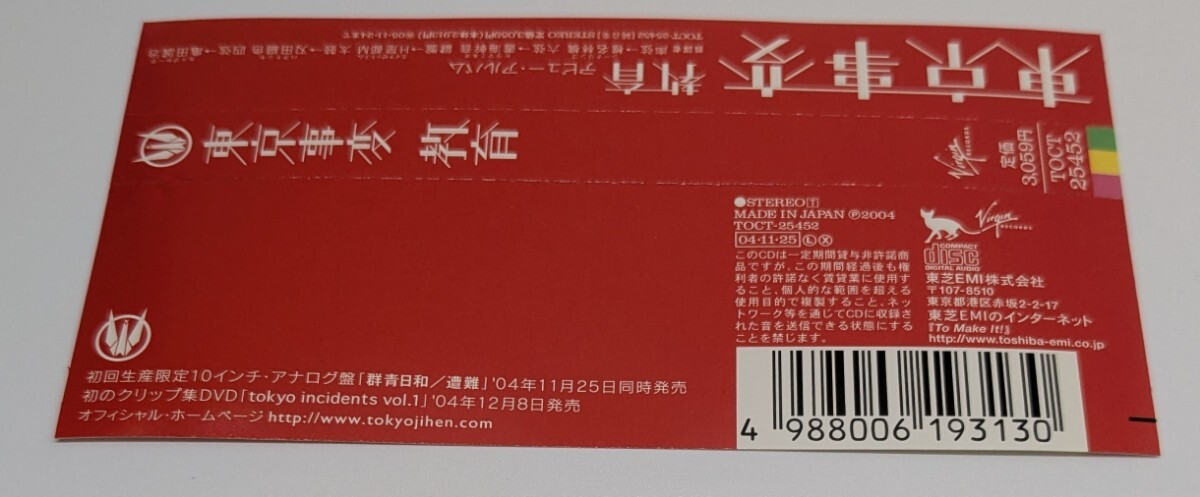 東京事変
教育
デビュー・アルバム
東京事変 教育
Virgin
RECORDS
定価
3,059円
TOCT
25452
●STEREO T
MADE IN JAPAN ℗2004
TOCT-25452
04・11・25 Ⓛ Ⓧ
このCDは一定期間貸与非許諾商
品ですが、この期間経過後も権
利者の許諾なく賃貸業に使用す
ること、個人的な範囲を超える
使用目的で複製すること、ネッ
トワーク等を通じてCDに収録さ
れた音を送信できる状態にする
ことを禁じます。
Virgin
RECORDS
COMPACT
disc
DIGITAL AUDIO
東芝EMI株式会社
〒107-8510
東京都港区赤坂2-2-17
東芝EMIのインターネット
『To Make It!』
http://www.toshiba-emi.co.jp
初回生産限定10インチ・アナログ盤「群青日和／遭難」'04年11月25日同時発売
初のクリップ集DVD「tokyo incidents vol.1」'04年12月8日発売
オフィシャル・ホームページ http://www.tokyojihen.com
4 988006 193130